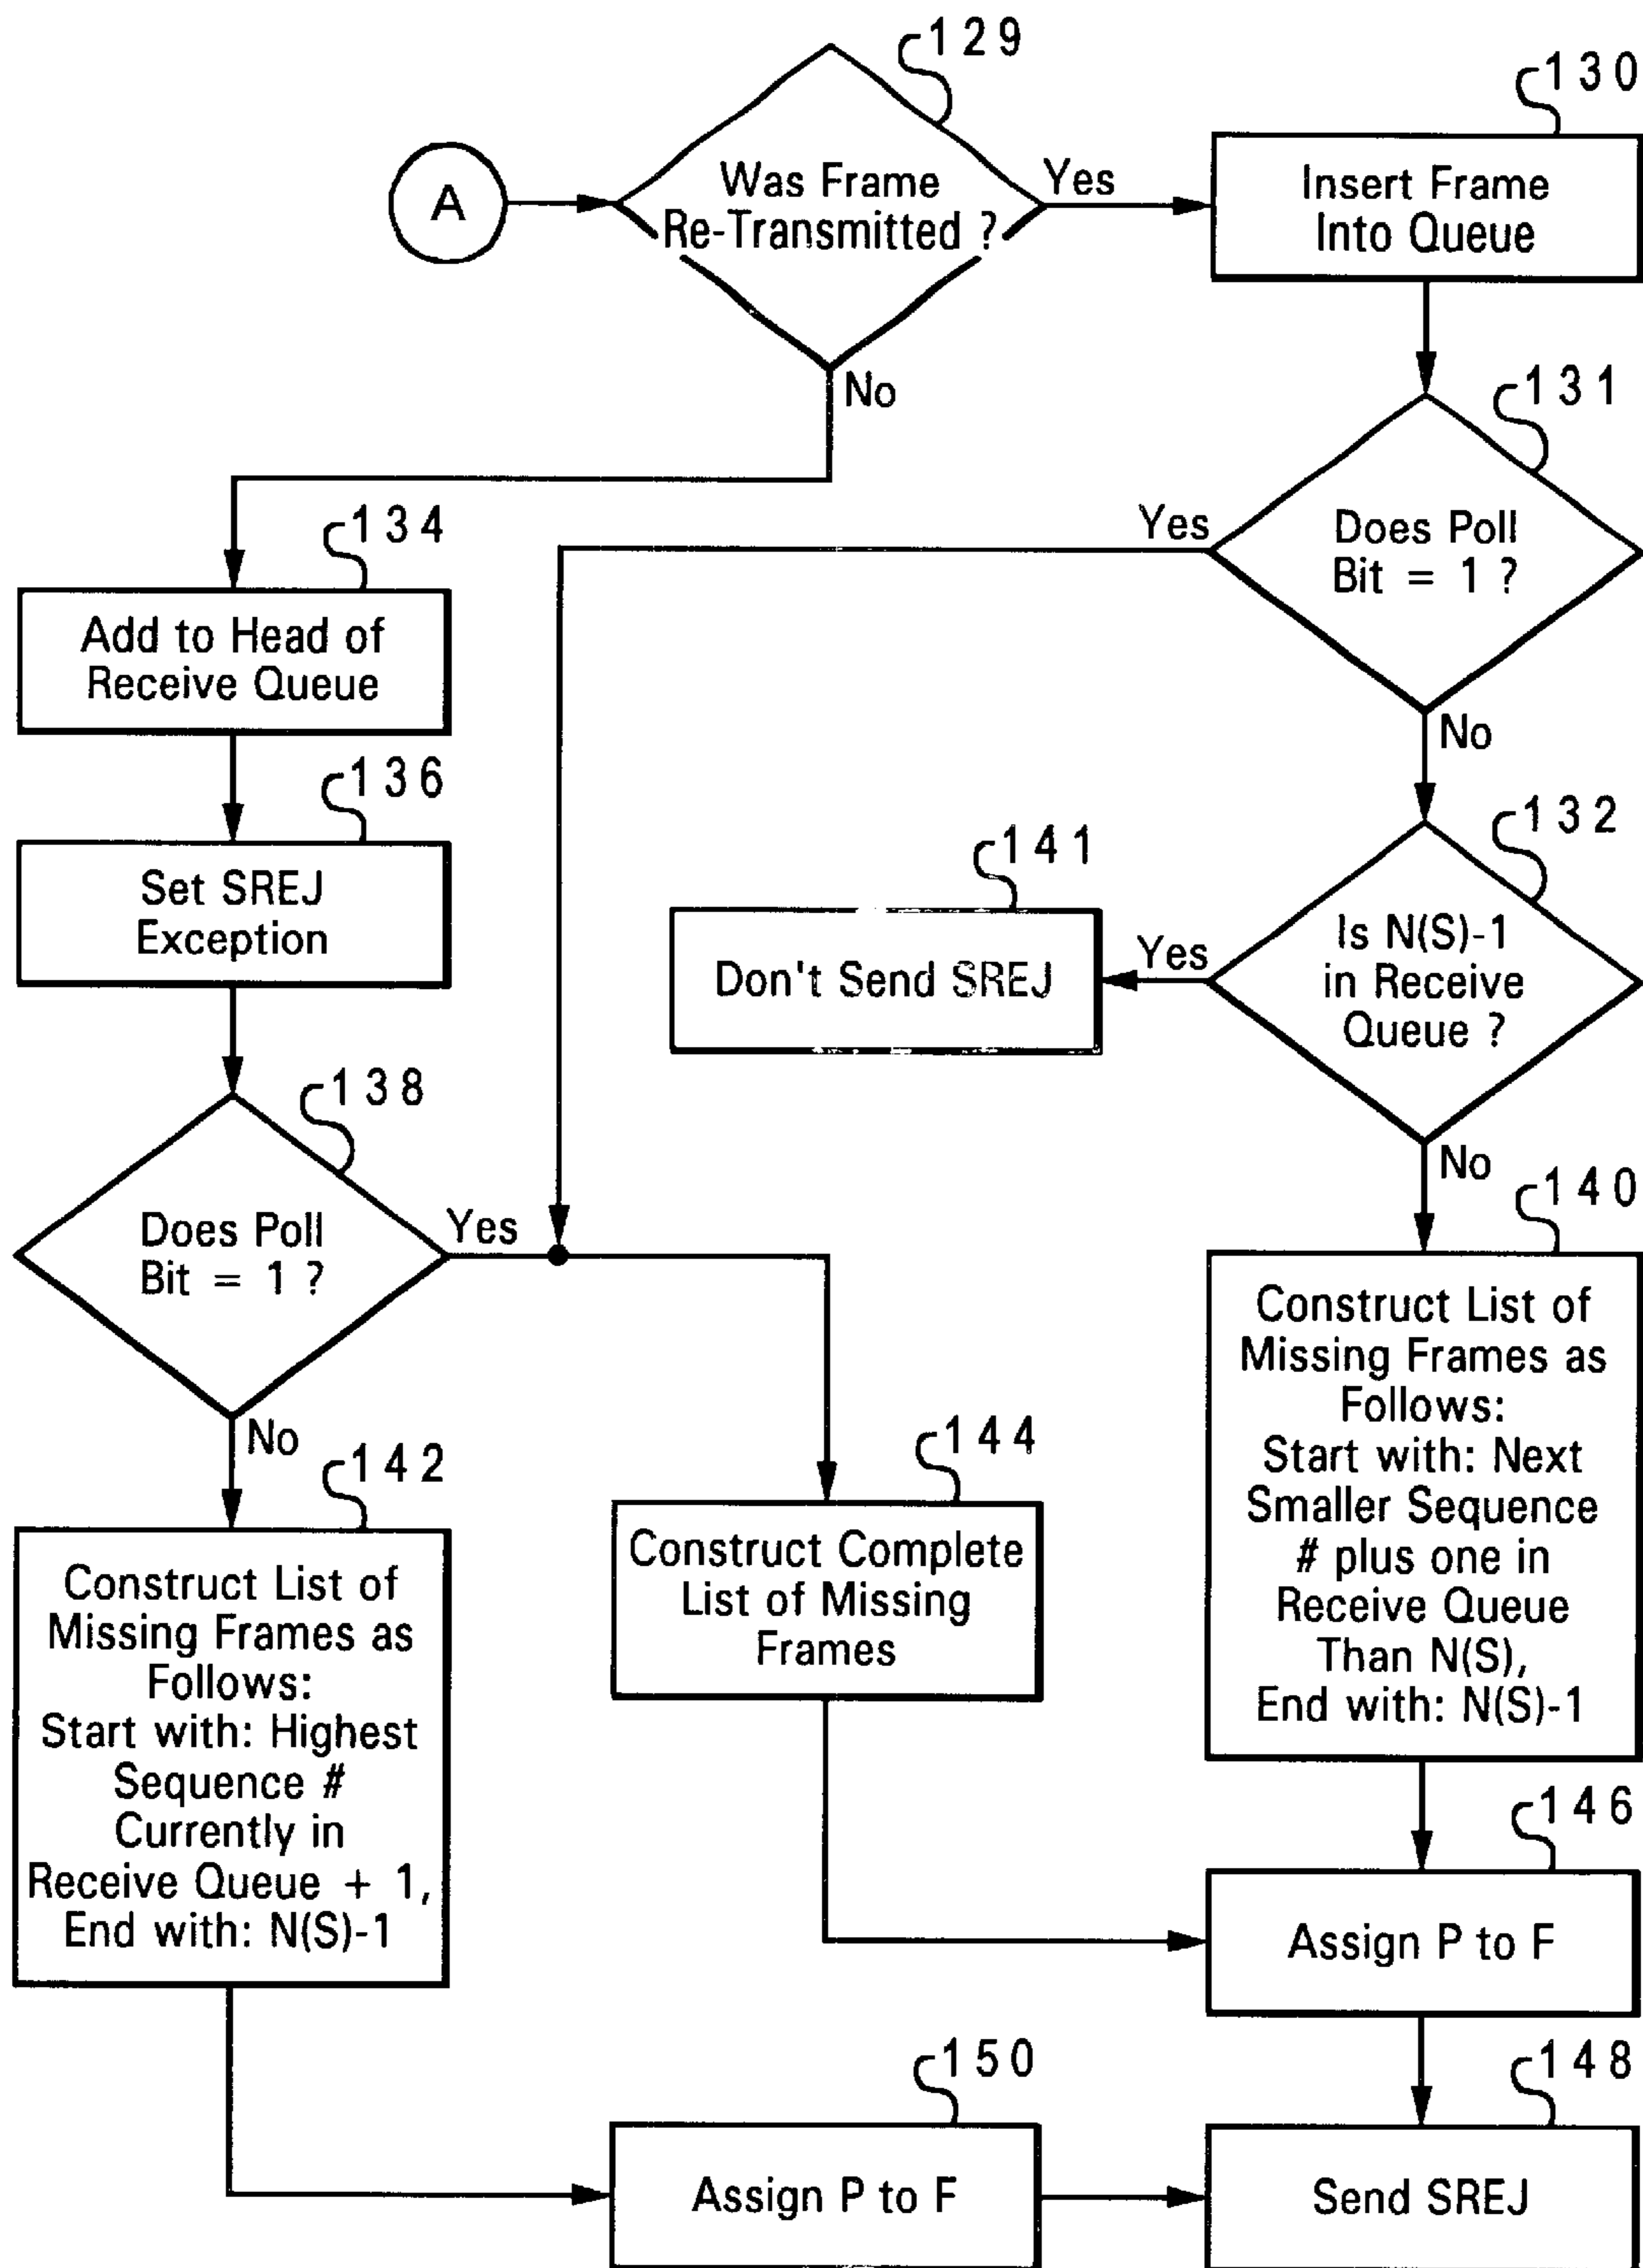 129
130
A
Was Frame
Re-Transmitted ?
Yes
Insert Frame
Into Queue
No
131
Does Poll
Bit = 1 ?
Yes
No
134
Add to Head of
Receive Queue
136
Set SREJ
Exception
132
Is N(S)-1
in Receive
Queue ?
Yes
141
Don't Send SREJ
No
138
Does Poll
Bit = 1 ?
Yes
No
140
Construct List of
Missing Frames as
Follows:
Start with: Next
Smaller Sequence
# plus one in
Receive Queue
Than N(S),
End with: N(S)-1
142
Construct List of
Missing Frames as
Follows:
Start with: Highest
Sequence #
Currently in
Receive Queue + 1,
End with: N(S)-1
144
Construct Complete
List of Missing
Frames
146
Assign P to F
150
Assign P to F
148
Send SREJ